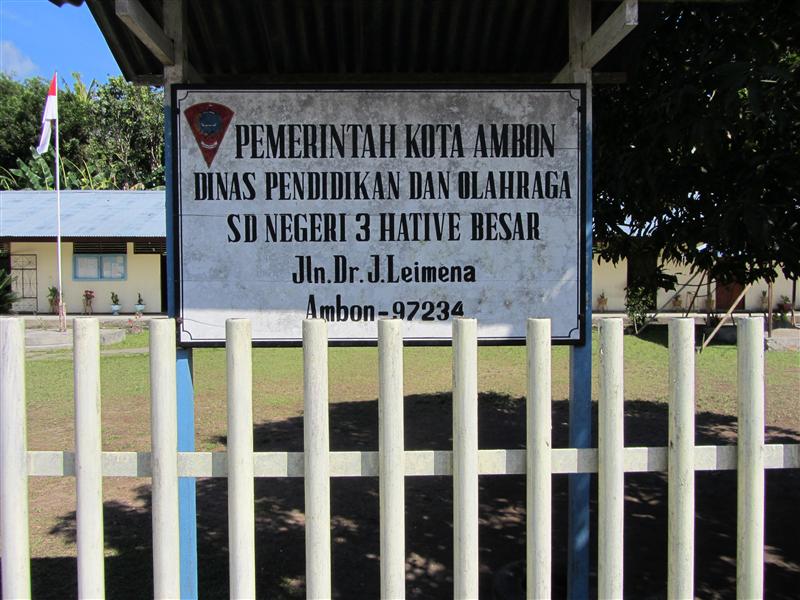 PEMERINTAH KOTA AMBON
DINAS PENDIDIKAN DAN OLAHRAGA
SD NEGERI 3 HATIVE BESAR
Jln.Dr.J.Leimena
Ambon-97234